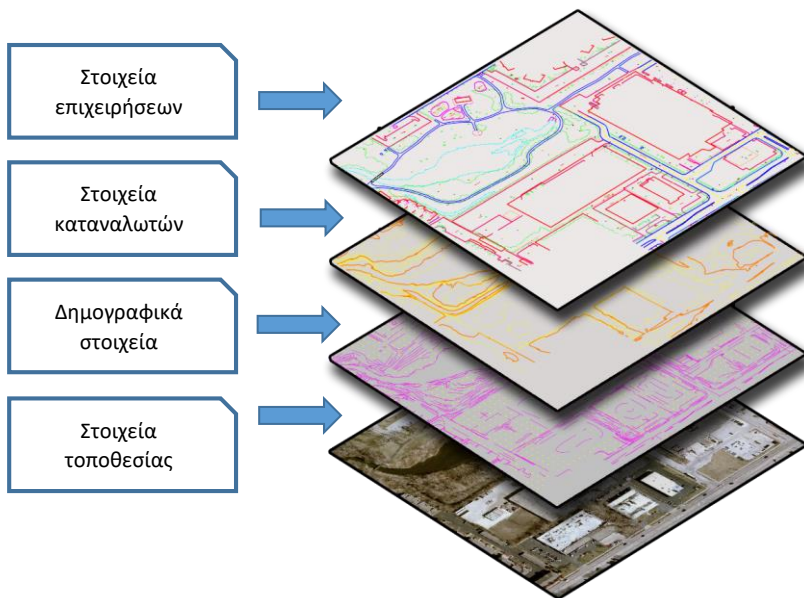 Στοιχεία
επιχειρήσεων
Στοιχεία
καταναλωτών
Δημογραφικά
στοιχεία
Στοιχεία
τοποθεσίας